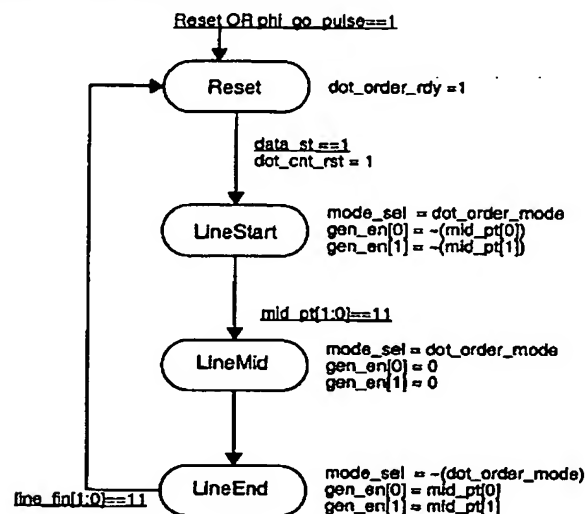 Reset OR phi_go_pulse==1
Reset
dot_order_rdy =1
data_st ==1
dot_cnt_rst = 1
LineStart
mode_sel = dot_order_mode
gen_en[0] = ~(mid_pt[0])
gen_en[1] = ~(mid_pt[1])
mid_pt[1:0]==11
LineMid
mode_sel = dot_order_mode
gen_en[0] = 0
gen_en[1] = 0
LineEnd
mode_sel = ~(dot_order_mode)
gen_en[0] = mid_pt[0]
gen_en[1] = mid_pt[1]
line_fin[1:0]==11